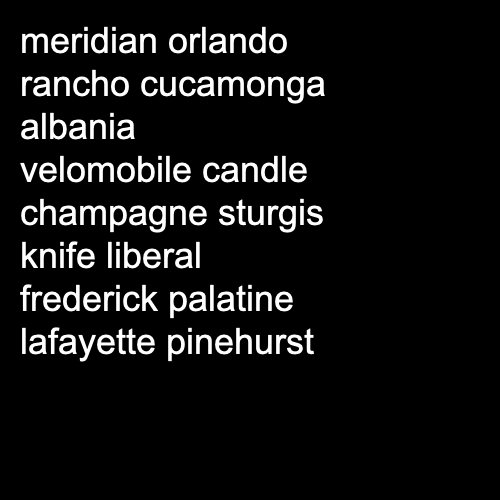 meridian orlando
rancho cucamonga
albania
velomobile candle
champagne sturgis
knife liberal
frederick palatine
lafayette pinehurst